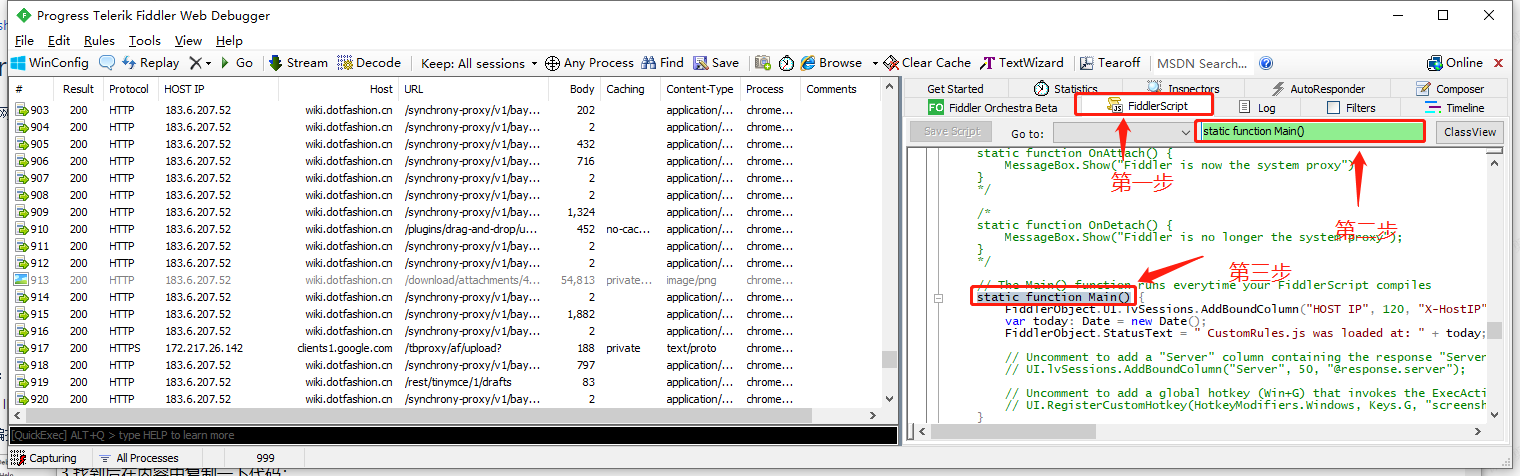 Progress Telerik Fiddler Web Debugger
File Edit Rules Tools View Help
WinConfig Replay Go Stream Decode Keep: All sessions Any Process Find Save Browse Clear Cache TextWizard Tearoff MSDN Search... Online
# Result Protocol HOST IP Host URL Body Caching Content-Type Process Comments
903 200 HTTP 183.6.207.52 wiki.dotfashion.cn /synchrony-proxy/v1/bay... 202 application/... chrome...
904 200 HTTP 183.6.207.52 wiki.dotfashion.cn /synchrony-proxy/v1/bay... 2 application/... chrome...
905 200 HTTP 183.6.207.52 wiki.dotfashion.cn /synchrony-proxy/v1/bay... 432 application/... chrome...
906 200 HTTP 183.6.207.52 wiki.dotfashion.cn /synchrony-proxy/v1/bay... 716 application/... chrome...
907 200 HTTP 183.6.207.52 wiki.dotfashion.cn /synchrony-proxy/v1/bay... 2 application/... chrome...
908 200 HTTP 183.6.207.52 wiki.dotfashion.cn /synchrony-proxy/v1/bay... 2 application/... chrome...
909 200 HTTP 183.6.207.52 wiki.dotfashion.cn /synchrony-proxy/v1/bay... 1,324 application/... chrome...
910 200 HTTP 183.6.207.52 wiki.dotfashion.cn /plugins/drag-and-drop/u... 452 no-cac... application/... chrome...
911 200 HTTP 183.6.207.52 wiki.dotfashion.cn /synchrony-proxy/v1/bay... 2 application/... chrome...
912 200 HTTP 183.6.207.52 wiki.dotfashion.cn /synchrony-proxy/v1/bay... 2 application/... chrome...
913 200 HTTP 183.6.207.52 wiki.dotfashion.cn /download/attachments/4... 54,813 private... image/png chrome...
914 200 HTTP 183.6.207.52 wiki.dotfashion.cn /synchrony-proxy/v1/bay... 2 application/... chrome...
915 200 HTTP 183.6.207.52 wiki.dotfashion.cn /synchrony-proxy/v1/bay... 1,882 application/... chrome...
916 200 HTTP 183.6.207.52 wiki.dotfashion.cn /synchrony-proxy/v1/bay... 2 application/... chrome...
917 200 HTTPS 172.217.26.142 clients1.google.com /tbproxy/af/upload? 188 private text/proto chrome...
918 200 HTTP 183.6.207.52 wiki.dotfashion.cn /synchrony-proxy/v1/bay... 797 application/... chrome...
919 200 HTTP 183.6.207.52 wiki.dotfashion.cn /rest/tinymce/1/drafts 83 application/... chrome...
920 200 HTTP 183.6.207.52 wiki.dotfashion.cn /synchrony-proxy/v1/bay... 2 application/... chrome...
[QuickExec] ALT+Q > type HELP to learn more
Get Started Statistics Inspectors AutoResponder Composer
FO Fiddler Orchestra Beta FiddlerScript Log Filters Timeline
Save Script Go to: static function Main() ClassView
static function OnAttach() {
MessageBox.Show("Fiddler is now the system proxy")
}
*/
第一步
/*
static function OnDetach() {
MessageBox.Show("Fiddler is no longer the system proxy");
}
*/
第二步
第三步
// The Main() function runs everytime your FiddlerScript compiles
static function Main() {
FiddlerObject.UI.lvSessions.AddBoundColumn("HOST IP", 120, "X-HostIP"
var today: Date = new Date();
FiddlerObject.StatusText = " CustomRules.js was loaded at: " + today;
// Uncomment to add a "Server" column containing the response "Server
// UI.lvSessions.AddBoundColumn("Server", 50, "@response.server");
// Uncomment to add a global hotkey (Win+G) that invokes the ExecActi
// UI.RegisterCustomHotkey(HotkeyModifiers.Windows, Keys.G, "screensh
}
Capturing All Processes 999
3.找到后在内容中复制一下代码: